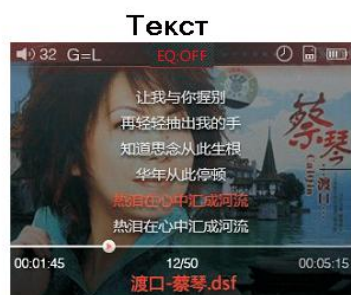 Текст
32 G=L EQ:OFF
让我与你握别
再轻轻抽出我的手
知道思念从此生根
华年从此停顿
热泪在心中汇成河流
热泪在心中汇成河流
蔡琴
Caiqin
渡口
00:01:45 12/50 00:05:15
渡口-蔡琴.dsf